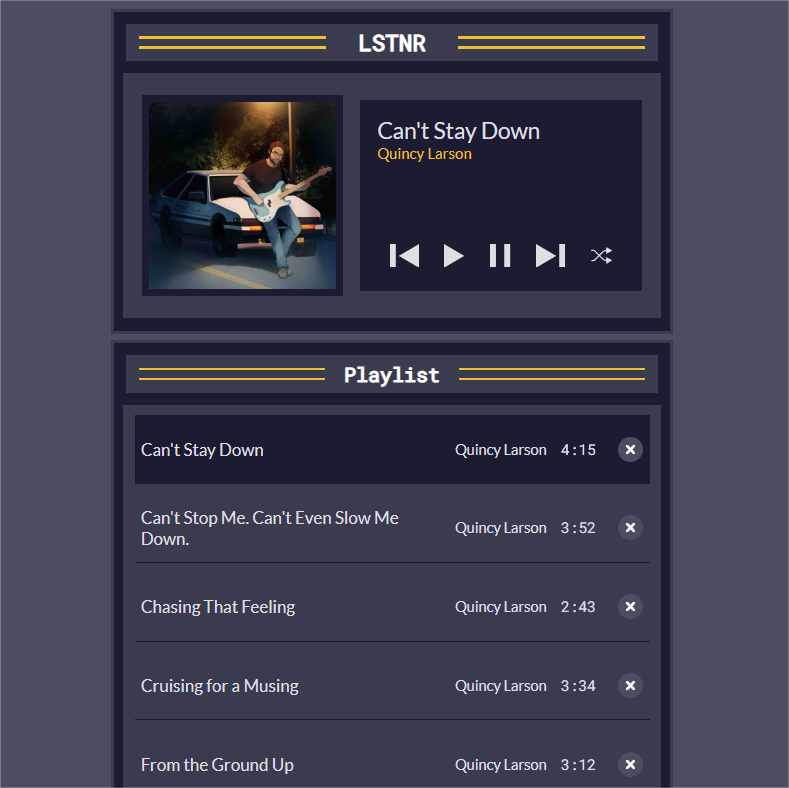 LSTNR
Can't Stay Down
Quincy Larson
Playlist
Can't Stay Down Quincy Larson 4:15
Can't Stop Me. Can't Even Slow Me
Down. Quincy Larson 3:52
Chasing That Feeling Quincy Larson 2:43
Cruising for a Musing Quincy Larson 3:34
From the Ground Up Quincy Larson 3:12